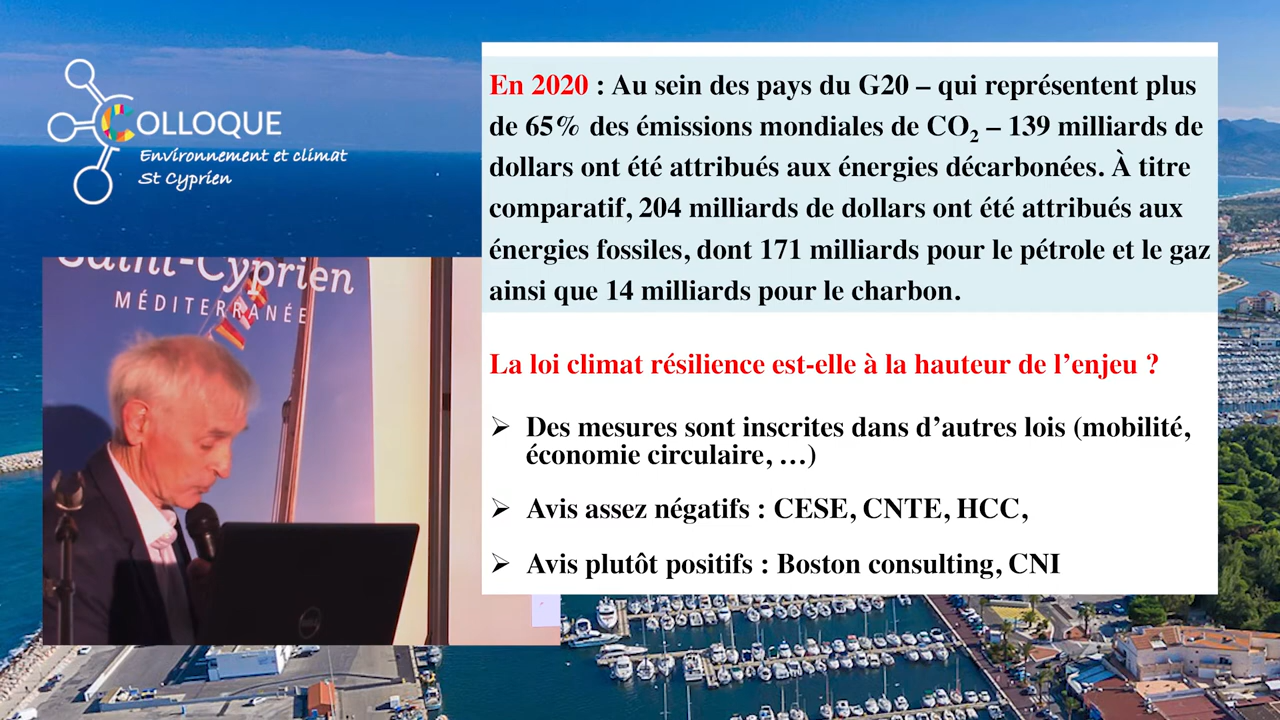 COLLOQUE
Environnement et climat
St Cyprien
Saint-Cyprien
MÉDITERRANÉE
En 2020 : Au sein des pays du G20 – qui représentent plus
de 65% des émissions mondiales de CO₂ – 139 milliards de
dollars ont été attribués aux énergies décarbonées. À titre
comparatif, 204 milliards de dollars ont été attribués aux
énergies fossiles, dont 171 milliards pour le pétrole et le gaz
ainsi que 14 milliards pour le charbon.
La loi climat résilience est-elle à la hauteur de l’enjeu ?
➢ Des mesures sont inscrites dans d’autres lois (mobilité,
économie circulaire, …)
➢ Avis assez négatifs : CESE, CNTE, HCC,
➢ Avis plutôt positifs : Boston consulting, CNI